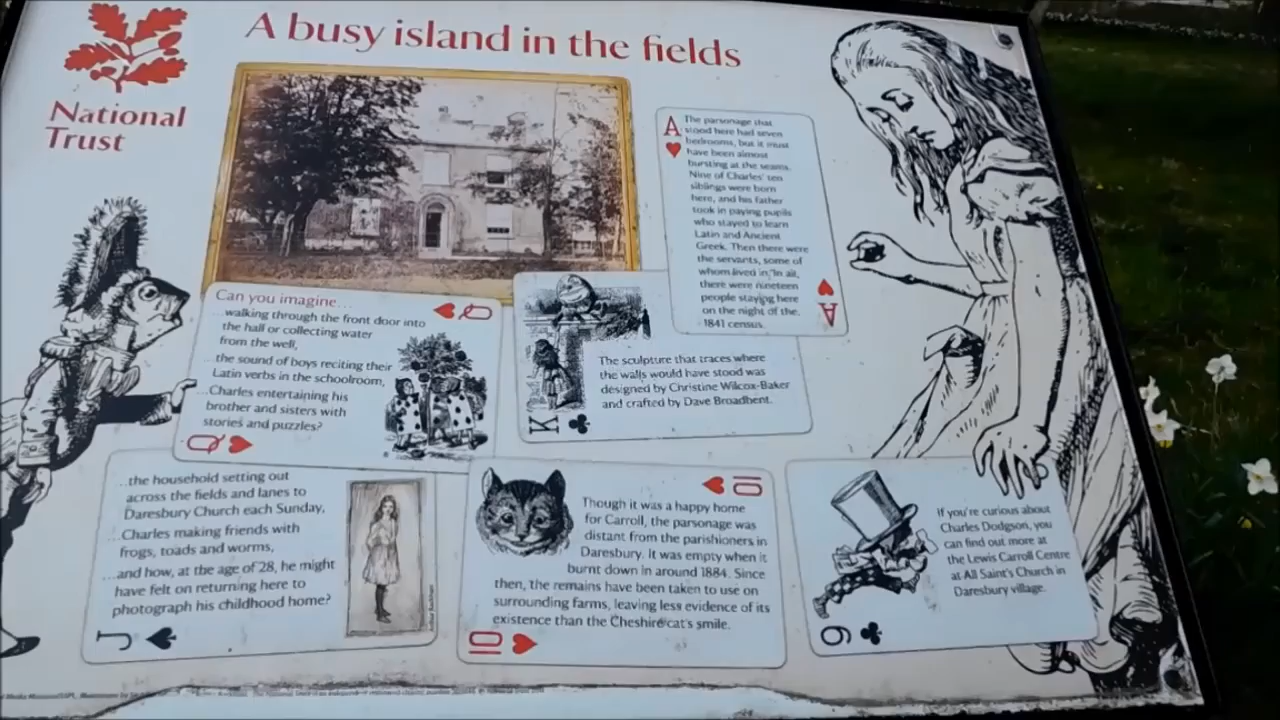 A busy island in the fields
National
Trust
A
The parsonage that
stood here had seven
bedrooms, but it must
have been almost
bursting at the seams.
Nine of Charles' ten
siblings were born
here, and his father
took in paying pupils
who stayed to learn
Latin and Ancient
Greek. Then there were
the servants, some of
whom lived in. In all,
there were nineteen
people staying here
on the night of the
1841 census.
A
Can you imagine...
...walking through the front door into
the hall or collecting water
from the well,
...the sound of boys reciting their
Latin verbs in the schoolroom,
...Charles entertaining his
brother and sisters with
stories and puzzles?
Q
Q
The sculpture that traces where
the walls would have stood was
designed by Christine Wilcox-Baker
and crafted by Dave Broadbent.
K
...the household setting out
across the fields and lanes to
Daresbury Church each Sunday,
...Charles making friends with
frogs, toads and worms,
...and how, at the age of 28, he might
have felt on returning here to
photograph his childhood home?
J
10
Though it was a happy home
for Carroll, the parsonage was
distant from the parishioners in
Daresbury. It was empty when it
burnt down in around 1884. Since
then, the remains have been taken to use on
surrounding farms, leaving less evidence of its
existence than the Cheshire cat's smile.
10
If you're curious about
Charles Dodgson, you
can find out more at
the Lewis Carroll Centre
at All Saint's Church in
Daresbury village.
9